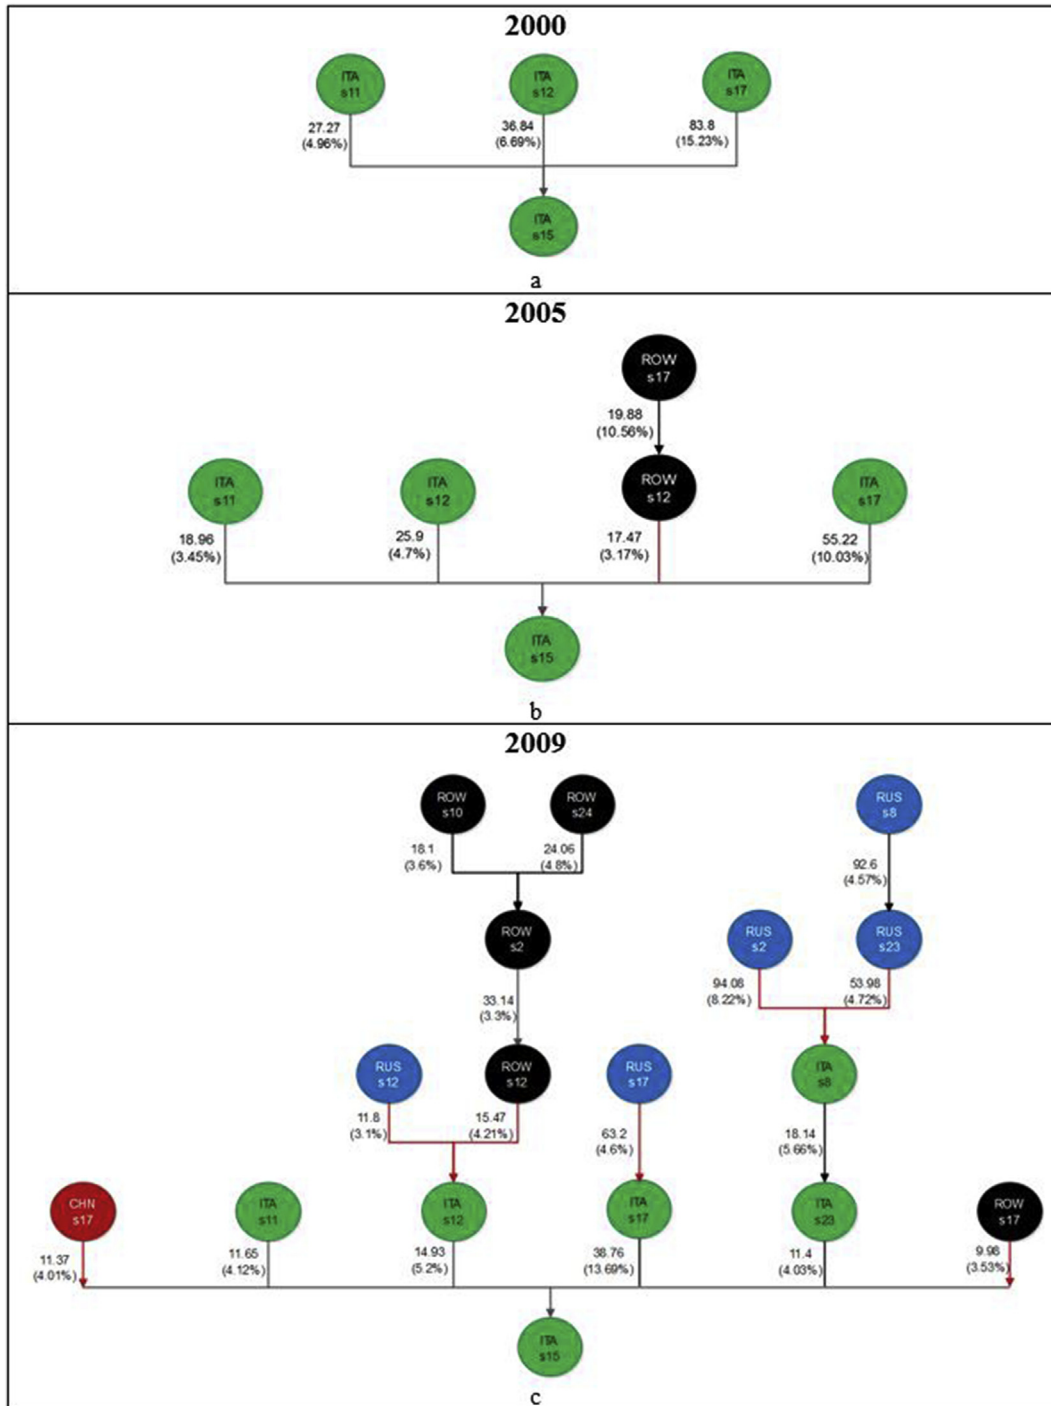 2000
ITA
s11
ITA
s12
ITA
s17
27.27
(4.96%)
36.84
(6.69%)
83.8
(15.23%)
ITA
s15
a
2005
ROW
s17
19.88
(10.56%)
ITA
s11
ITA
s12
ROW
s12
ITA
s17
18.96
(3.45%)
25.9
(4.7%)
17.47
(3.17%)
55.22
(10.03%)
ITA
s15
b
2009
ROW
s10
ROW
s24
RUS
s8
18.1
(3.6%)
24.06
(4.8%)
92.6
(4.57%)
ROW
s2
RUS
s2
RUS
s23
33.14
(3.3%)
94.08
(8.22%)
53.98
(4.72%)
RUS
s12
ROW
s12
RUS
s17
ITA
s8
11.8
(3.1%)
15.47
(4.21%)
63.2
(4.6%)
18.14
(5.66%)
CHN
s17
ITA
s11
ITA
s12
ITA
s17
ITA
s23
ROW
s17
11.37
(4.01%)
11.65
(4.12%)
14.93
(5.2%)
38.76
(13.69%)
11.4
(4.03%)
9.98
(3.53%)
ITA
s15
c